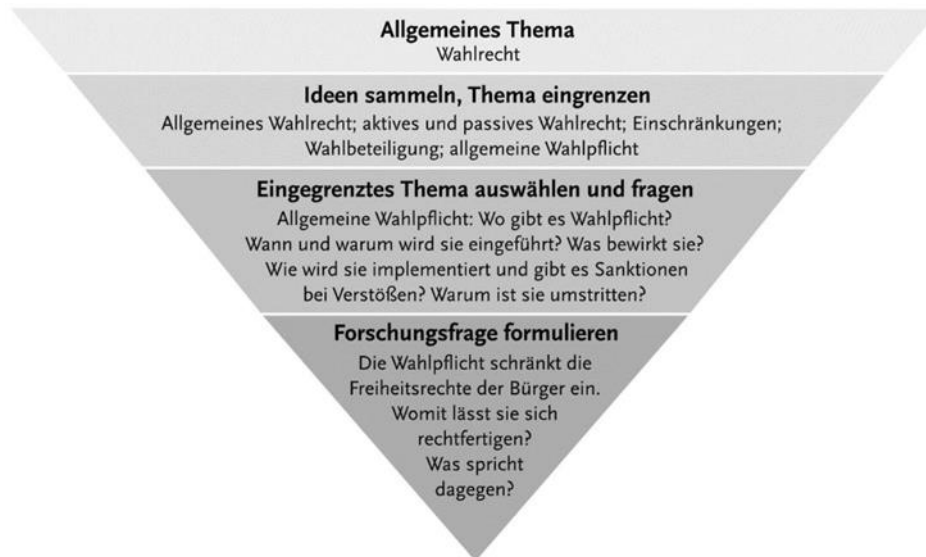 Allgemeines Thema
Wahlrecht
Ideen sammeln, Thema eingrenzen
Allgemeines Wahlrecht; aktives und passives Wahlrecht; Einschränkungen;
Wahlbeteiligung; allgemeine Wahlpflicht
Eingegrenztes Thema auswählen und fragen
Allgemeine Wahlpflicht: Wo gibt es Wahlpflicht?
Wann und warum wird sie eingeführt? Was bewirkt sie?
Wie wird sie implementiert und gibt es Sanktionen
bei Verstößen? Warum ist sie umstritten?
Forschungsfrage formulieren
Die Wahlpflicht schränkt die
Freiheitsrechte der Bürger ein.
Womit lässt sie sich
rechtfertigen?
Was spricht
dagegen?